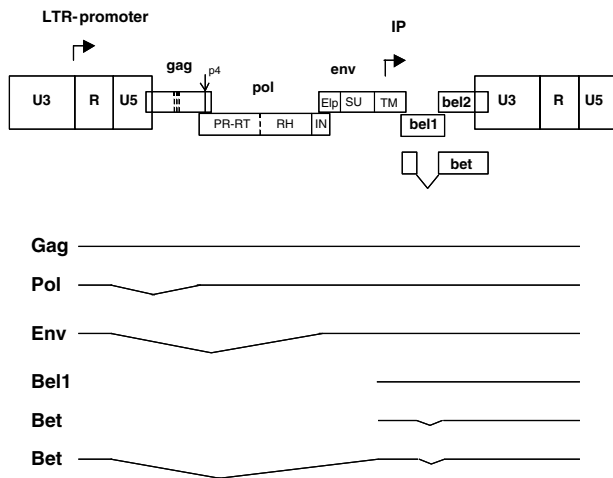 LTR-promoter
IP
gag
p4
pol
env
U3
R
U5
Elp
SU
TM
bel2
U3
R
U5
PR-RT
RH
IN
bel1
bet
Gag
Pol
Env
Bel1
Bet
Bet